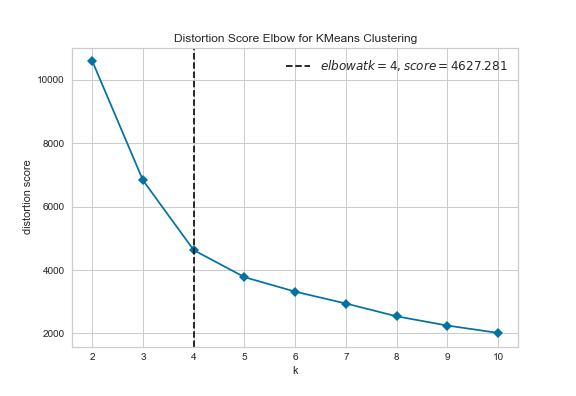 Distortion Score Elbow for KMeans Clustering
elbowatk = 4, score = 4627.281
10000
8000
6000
4000
2000
distortion score
2 3 4 5 6 7 8 9 10
k